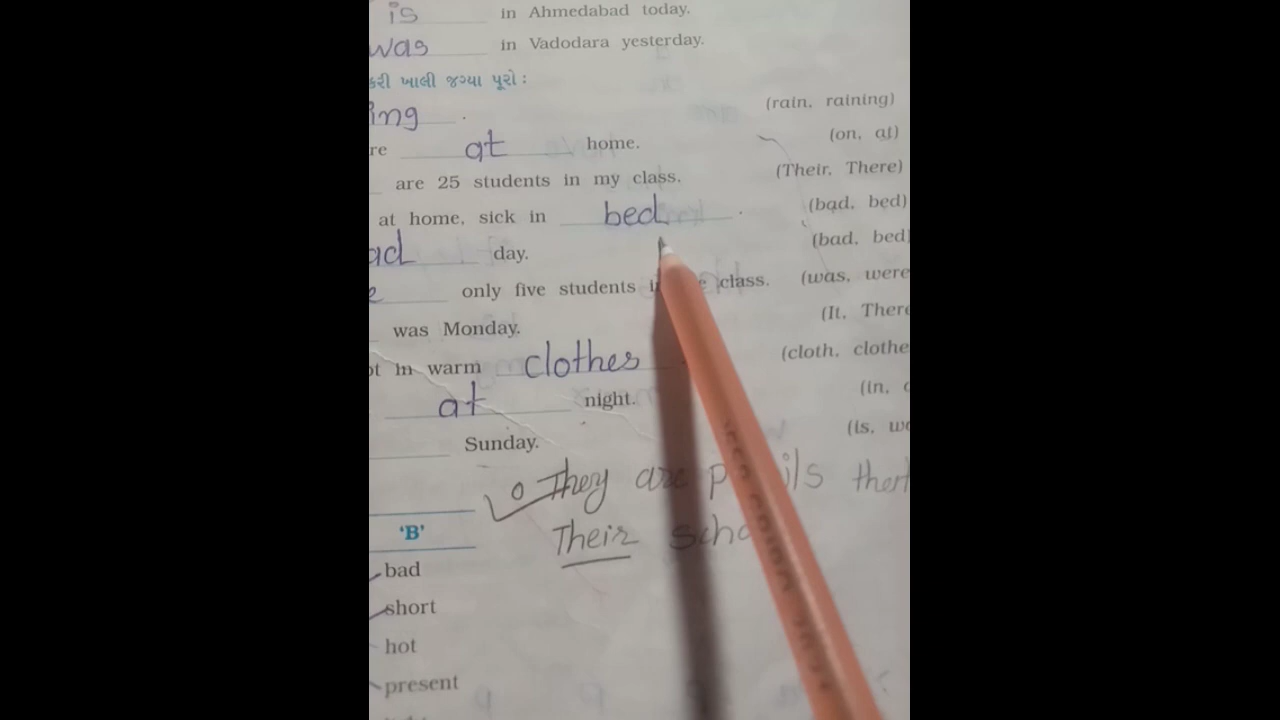 is in Ahmedabad today.
was in Vadodara yesterday.
કરી ખાલી જગ્યા પૂરો :
ing . (rain, raining)
re at home. (on, at)
are 25 students in my class. (Their, There)
at home, sick in bed . (bad, bed)
ad day. (bad, bed)
e only five students class. (was, were
was Monday. (It, There
ot in warm clothes (cloth, clothe
at night. (in,
Sunday. (is,
They are
Their
'B'
bad
short
hot
present